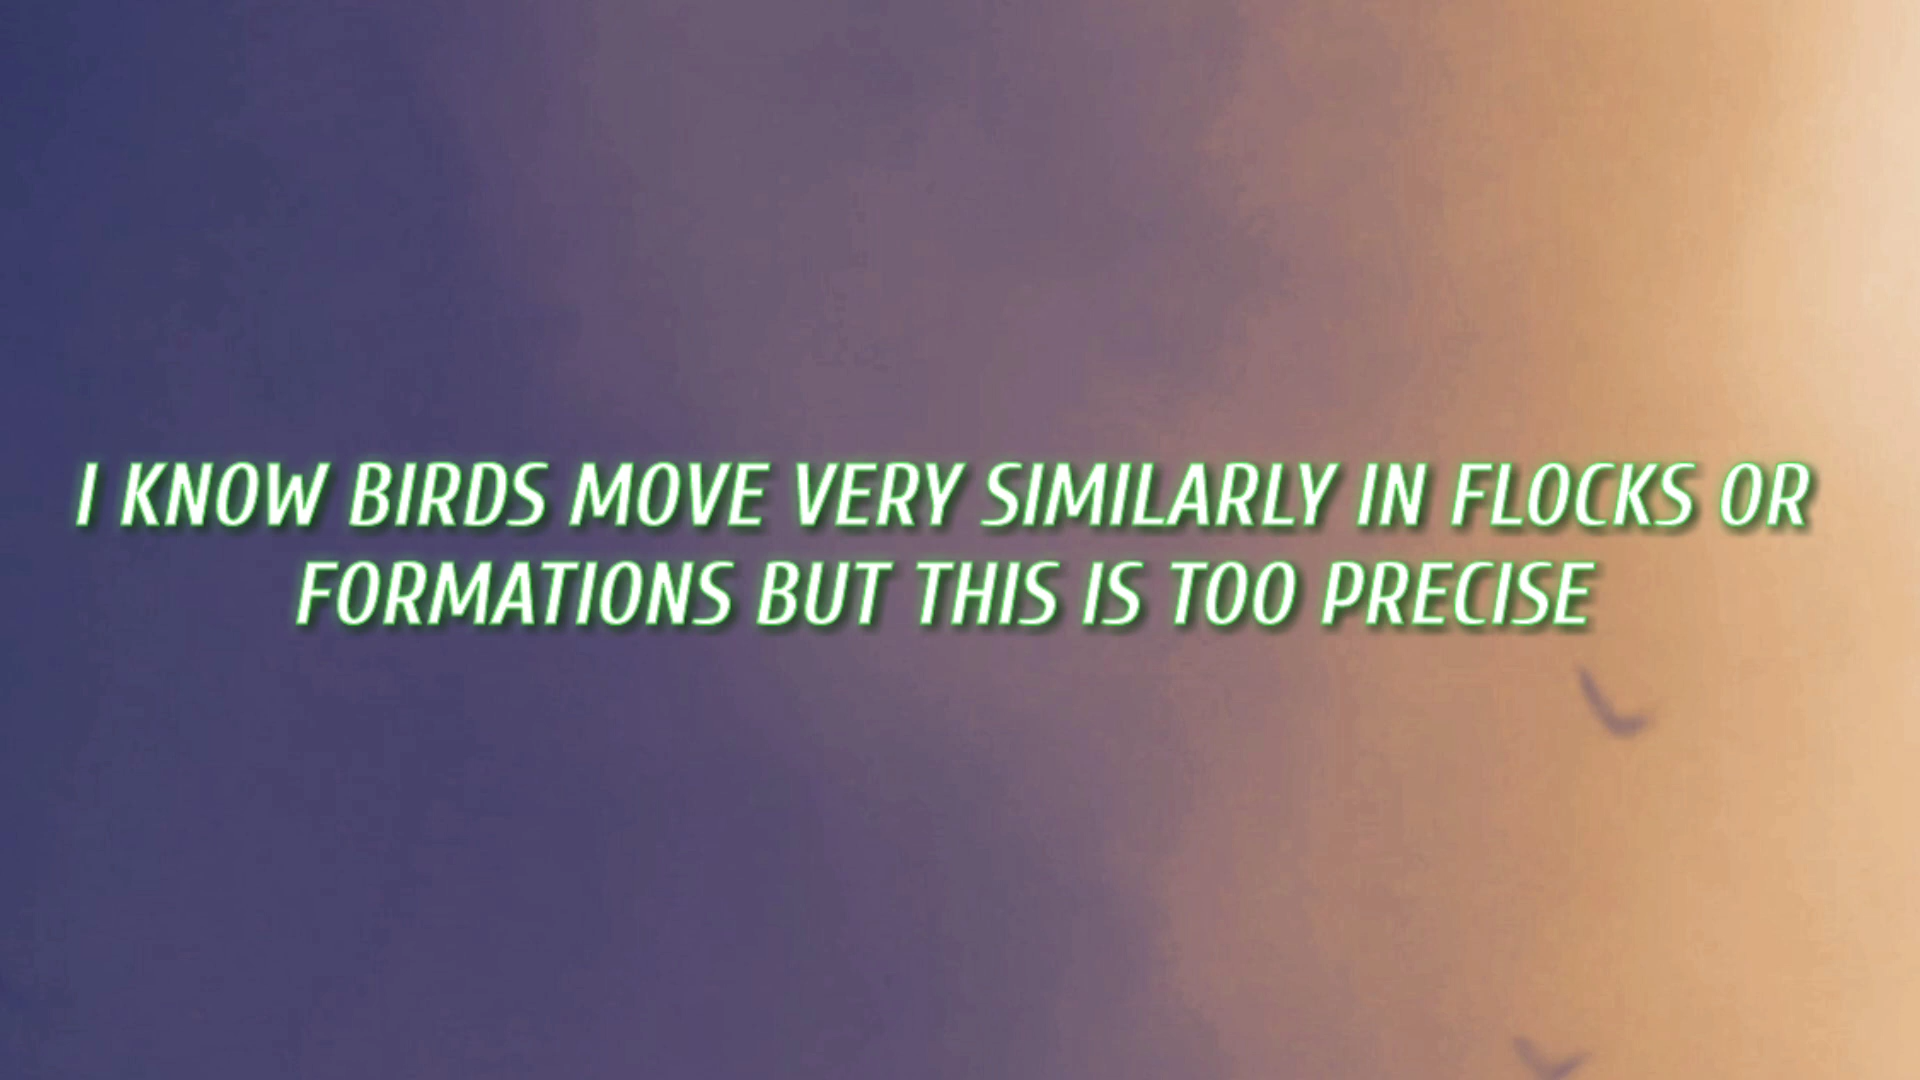 I KNOW BIRDS MOVE VERY SIMILARLY IN FLOCKS OR
FORMATIONS BUT THIS IS TOO PRECISE